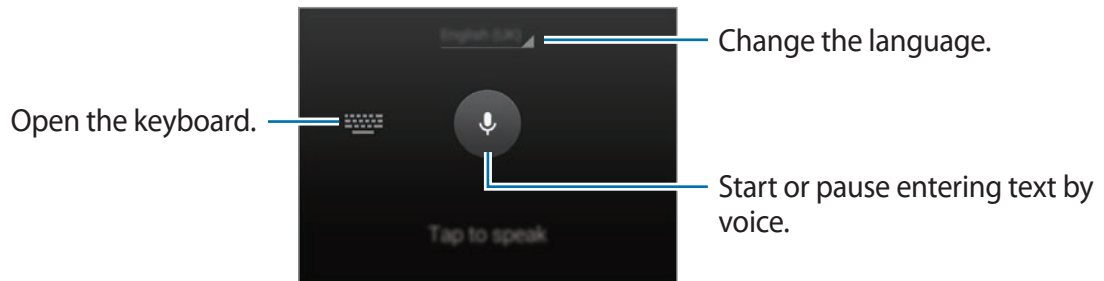 English (UK)
Change the language.
Open the keyboard.
Start or pause entering text by
voice.
Tap to speak